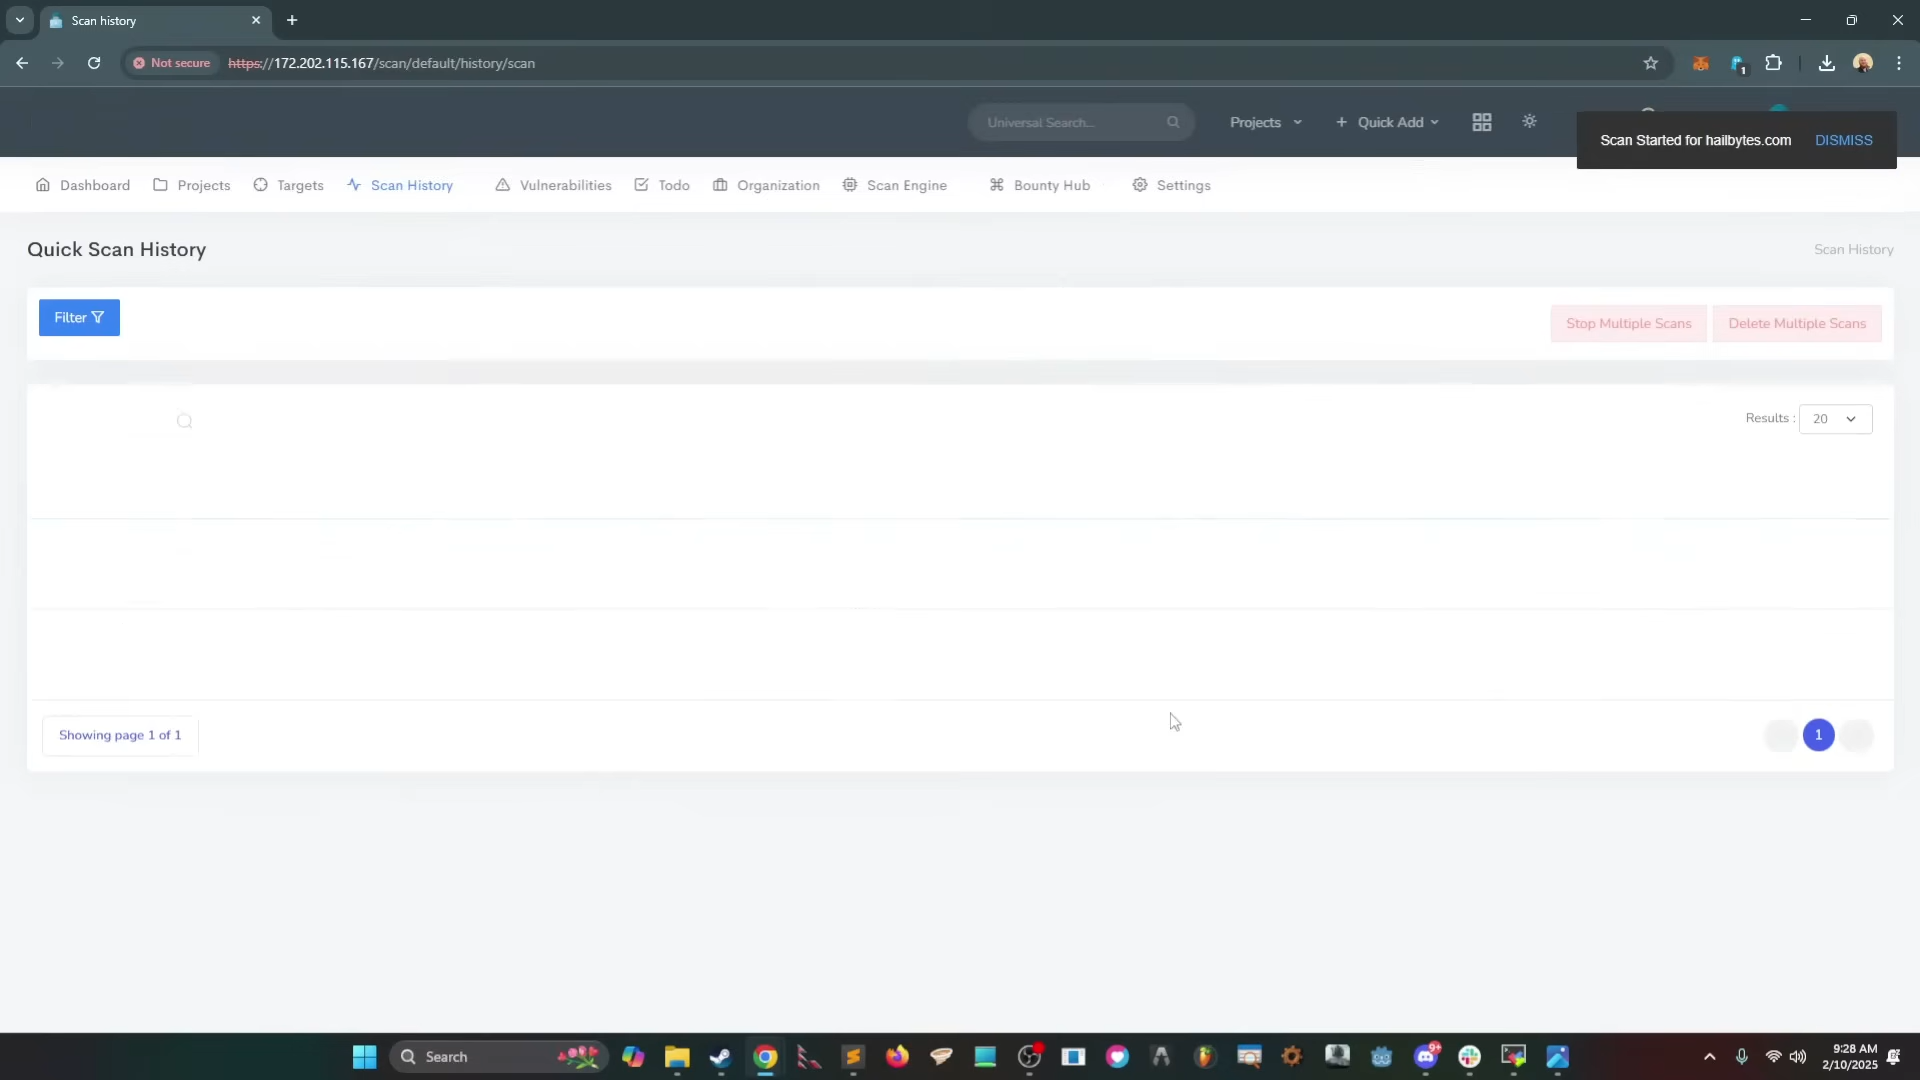 Scan history
Not secure
https://172.202.115.167/scan/default/history/scan
1
Universal Search...
Projects
+ Quick Add
Scan Started for hailbytes.com
DISMISS
Dashboard
Projects
Targets
Scan History
Vulnerabilities
Todo
Organization
Scan Engine
Bounty Hub
Settings
Quick Scan History
Scan History
Filter
Stop Multiple Scans
Delete Multiple Scans
Results :
20
Showing page 1 of 1
1
Search
9+
9:28 AM
2/10/2025